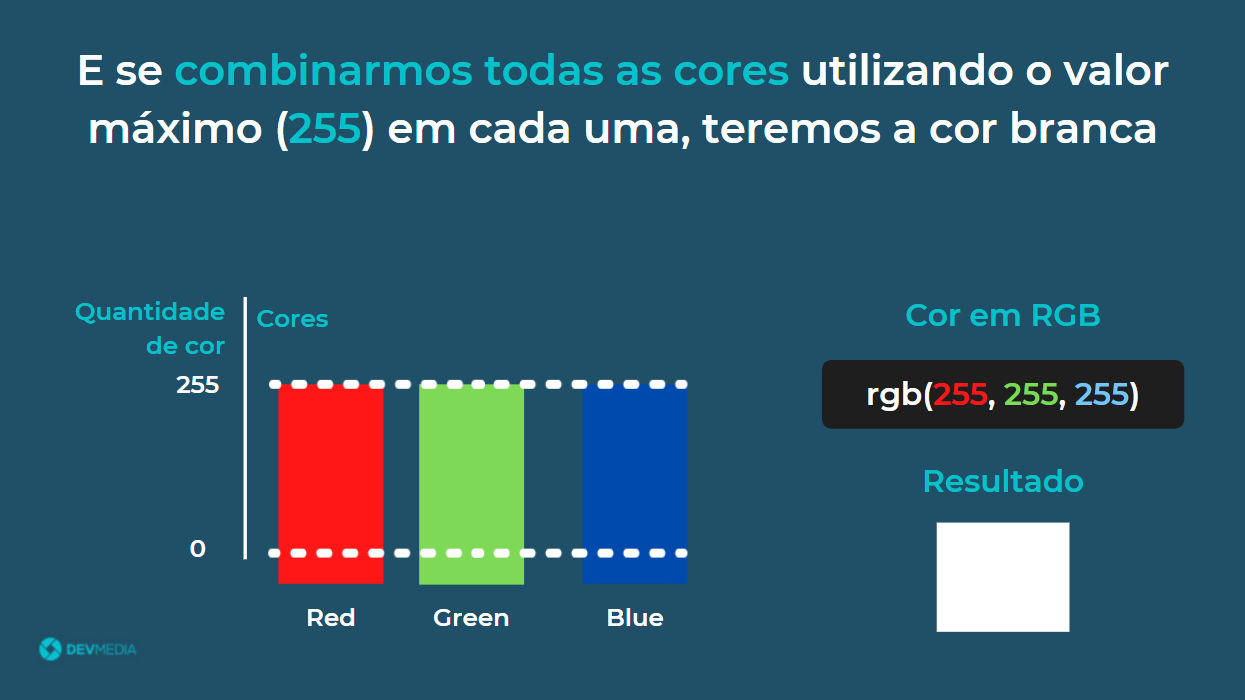 E se combinarmos todas as cores utilizando o valor
máximo (255) em cada uma, teremos a cor branca
Quantidade
de cor
Cores
255
0
Red
Green
Blue
Cor em RGB
rgb(255, 255, 255)
Resultado
DEVMEDIA